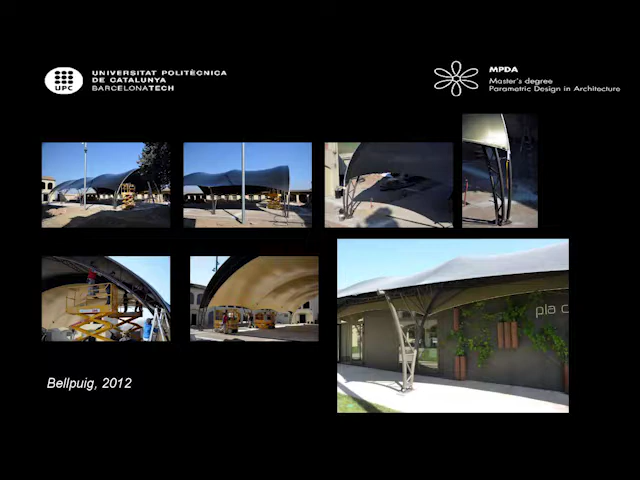 UNIVERSITAT POLITÈCNICA
DE CATALUNYA
BARCELONATECH
UPC
MPDA
Master's degree
Parametric Design in Architecture
pla
Bellpuig, 2012